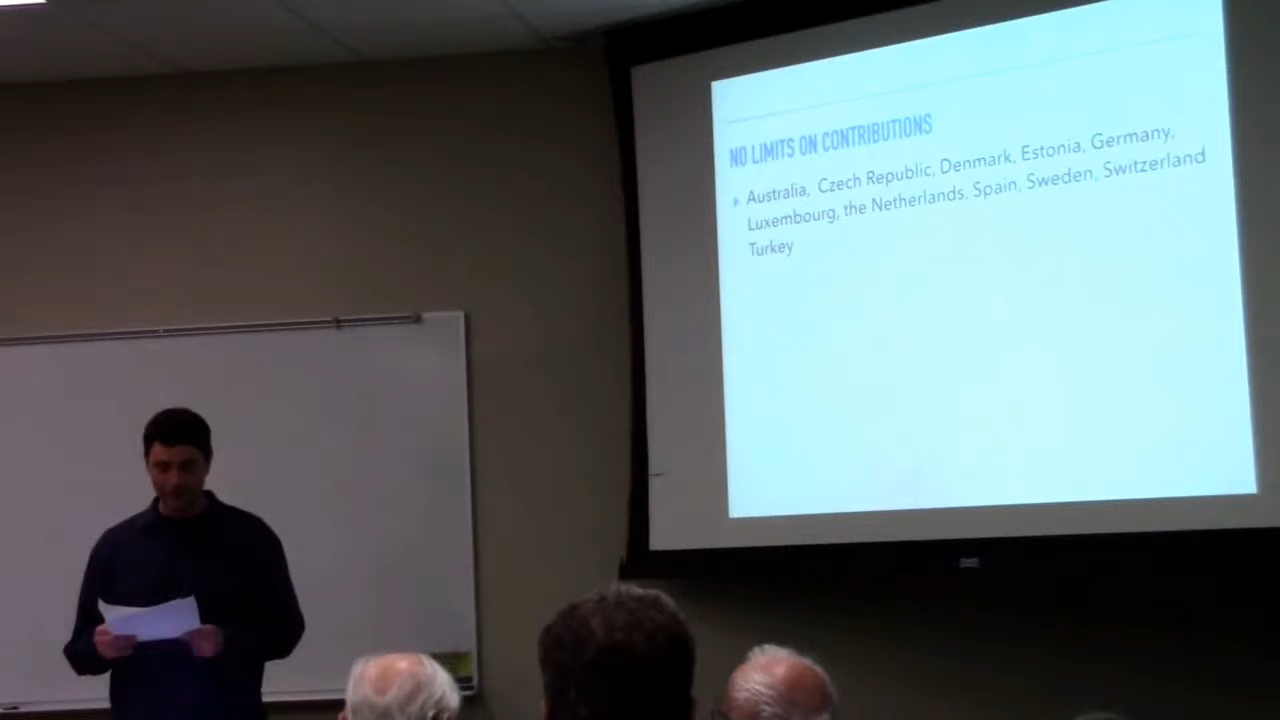 NO LIMITS ON CONTRIBUTIONS
Australia, Czech Republic, Denmark, Estonia, Germany,
Luxembourg, the Netherlands, Spain, Sweden, Switzerland
Turkey